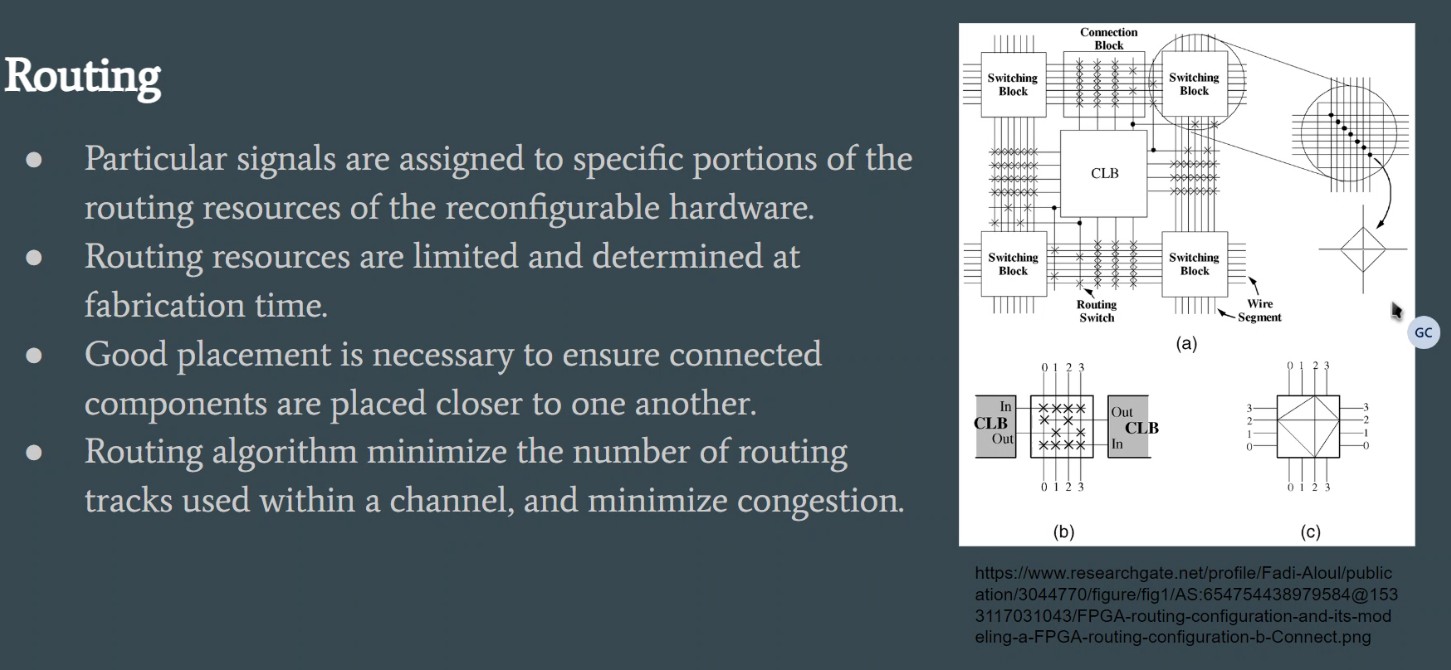 Routing
● Particular signals are assigned to specific portions of the
routing resources of the reconfigurable hardware.
● Routing resources are limited and determined at
fabrication time.
● Good placement is necessary to ensure connected
components are placed closer to one another.
● Routing algorithm minimize the number of routing
tracks used within a channel, and minimize congestion.
Connection
Block
Switching
Block
Switching
Block
CLB
Switching
Block
Switching
Block
Routing
Switch
Wire
Segment
(a)
GC
0 1 2 3
In
CLB
Out
Out
CLB
In
0 1 2 3
(b)
0 1 2 3
3 3
2 2
1 1
0 0
0 1 2 3
(c)
https://www.researchgate.net/profile/Fadi-Aloul/public
ation/3044770/figure/fig1/AS:654754438979584@153
3117031043/FPGA-routing-configuration-and-its-mod
eling-a-FPGA-routing-configuration-b-Connect.png